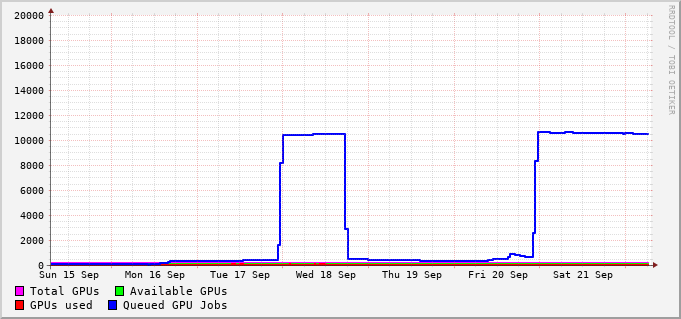 RRDTOOL / TOBI OETIKER
20000
18000
16000
14000
12000
10000
8000
6000
4000
2000
0
Sun 15 Sep Mon 16 Sep Tue 17 Sep Wed 18 Sep Thu 19 Sep Fri 20 Sep Sat 21 Sep
Total GPUs Available GPUs
GPUs used Queued GPU Jobs